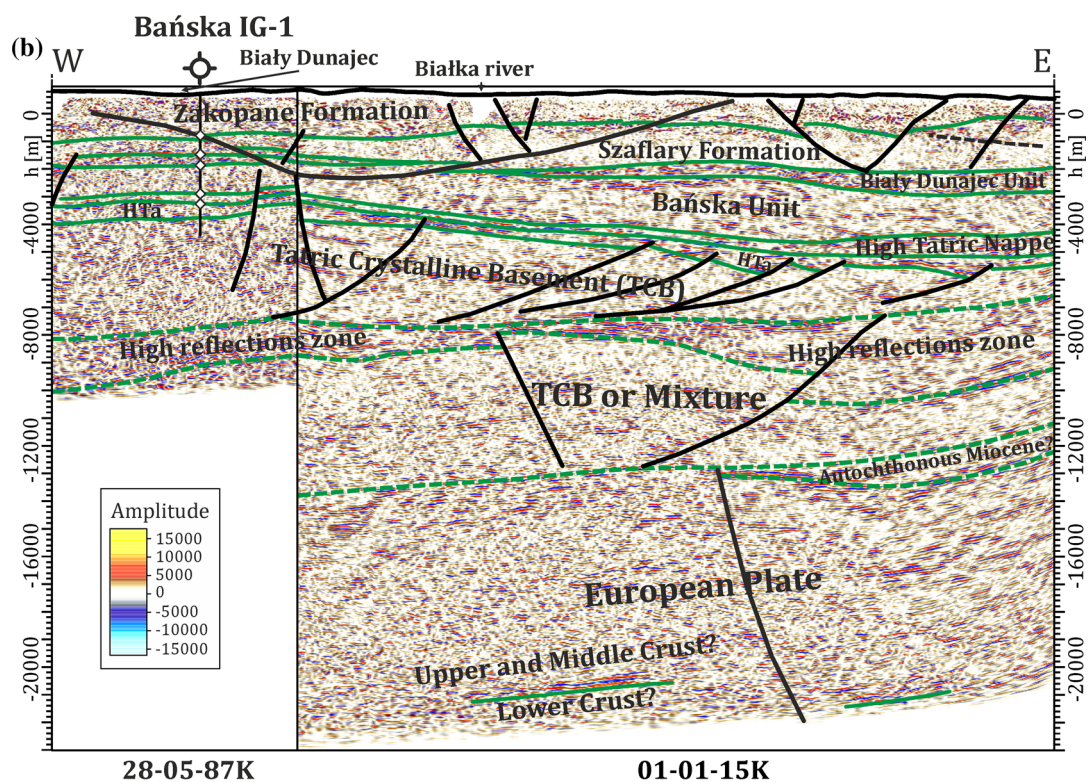 (b)
Bańska IG-1
W
Biały Dunajec
Białka river
E
Zakopane Formation
Szaflary Formation
Biały Dunajec Unit
Bańska Unit
HTa
High Tatric Nappe
Tatric Crystalline Basement (TCB)
HTa
High reflections zone
High reflections zone
TCB or Mixture
Autochthonous Miocene?
European Plate
Upper and Middle Crust?
Lower Crust?
0
h [m]
-4000
-8000
-12000
-16000
-20000
0
h [m]
-4000
-8000
-12000
-16000
-20000
Amplitude
15000
10000
5000
0
-5000
-10000
-15000
28-05-87K
01-01-15K